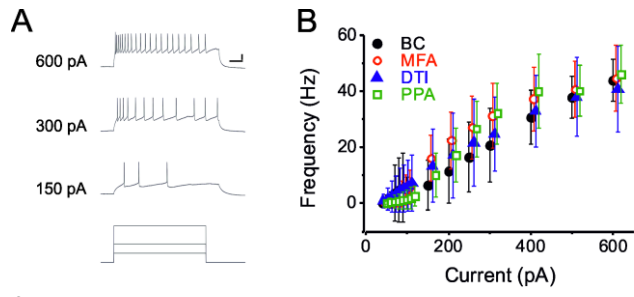 A
600 pA
300 pA
150 pA
B
BC
MFA
DTI
PPA
Frequency (Hz)
60
40
20
0
0
200
400
600
Current (pA)